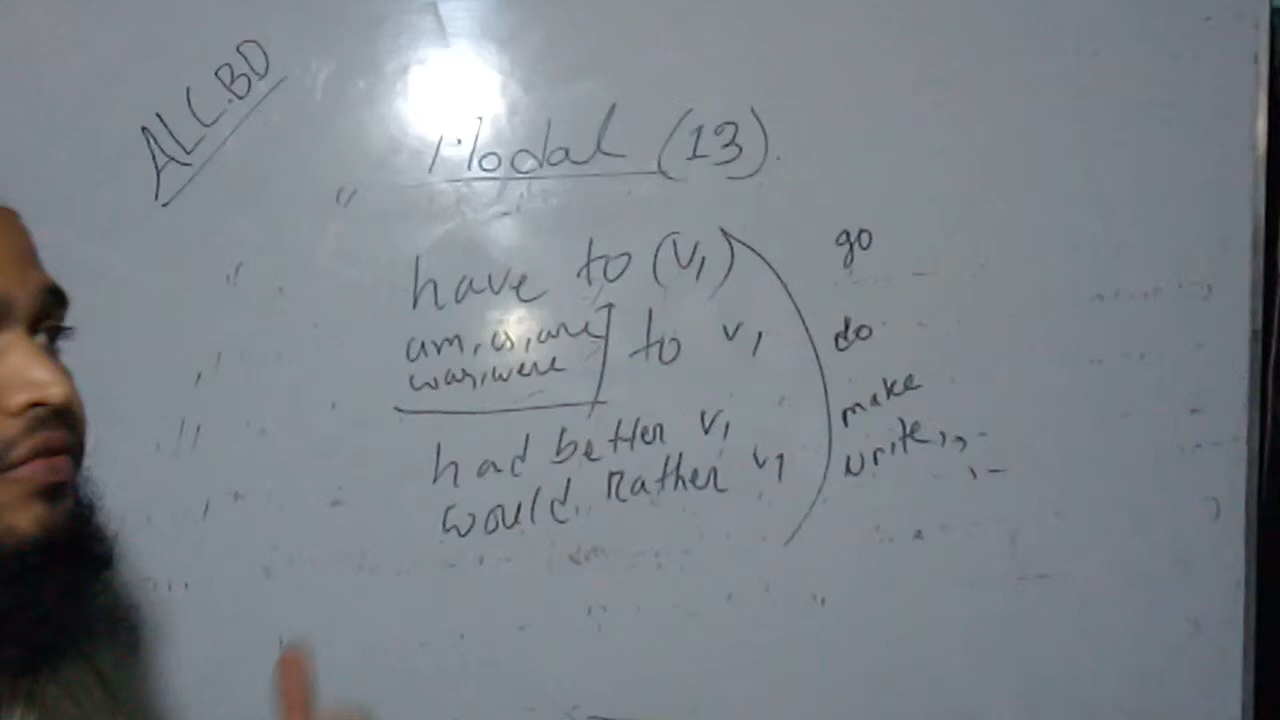 ALC.BD
Modal (13)
have to (v1)
am, is, are
was, were
to v1
had better v1
would Rather v1
go
do
make
write,,-